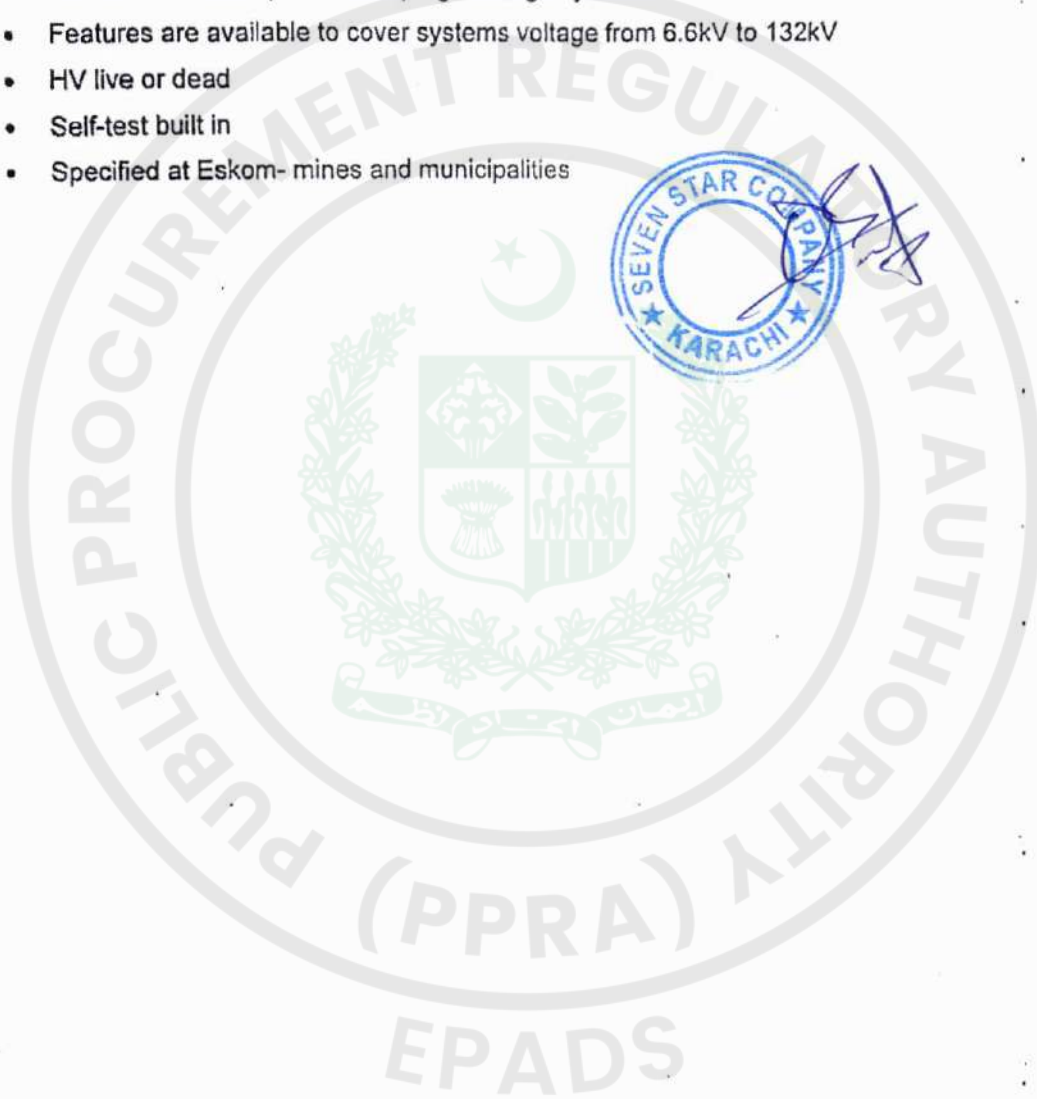 • Features are available to cover systems voltage from 6.6kV to 132kV
• HV live or dead
• Self-test built in
• Specified at Eskom- mines and municipalities
SEVEN STAR COMPANY
★ KARACHI ★
PUBLIC PROCUREMENT REGULATORY AUTHORITY
(PPRA)
EPADS